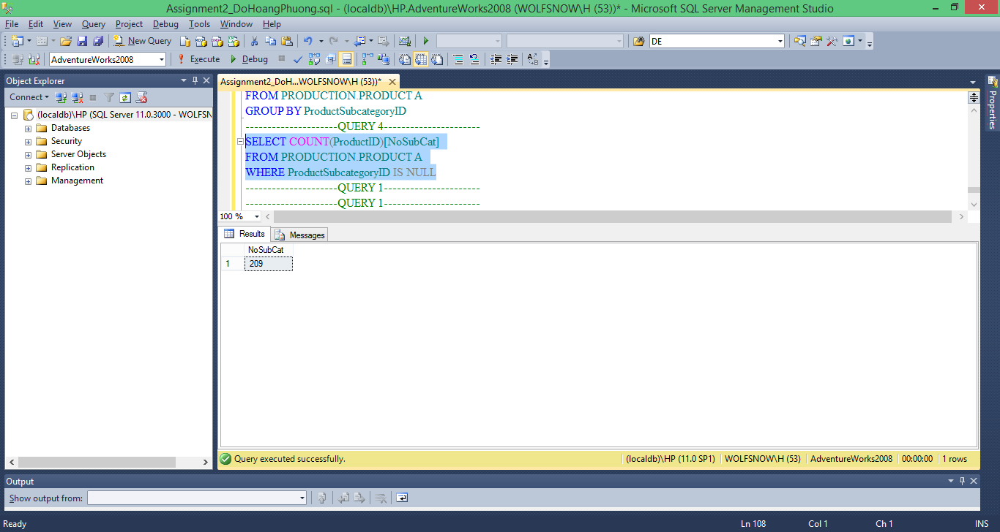 Assignment2_DoHoangPhuong.sql - (localdb)\HP.AdventureWorks2008 (WOLFSNOW\H (53))* - Microsoft SQL Server Management Studio
File Edit View Query Project Debug Tools Window Help
New Query DE
AdventureWorks2008 Execute Debug
Object Explorer
Connect
(localdb)\HP (SQL Server 11.0.3000 - WOLFSN
Databases
Security
Server Objects
Replication
Management
Assignment2_DoH...WOLFSNOW\H (53))*
FROM PRODUCTION.PRODUCT A
GROUP BY ProductSubcategoryID
---------------------QUERY 4----------------------
SELECT COUNT(ProductID)[NoSubCat]
FROM PRODUCTION.PRODUCT A
WHERE ProductSubcategoryID IS NULL
---------------------QUERY 1----------------------
---------------------QUERY 1----------------------
100 %
Results Messages
NoSubCat
1 209
Query executed successfully. (localdb)\HP (11.0 SP1) WOLFSNOW\H (53) AdventureWorks2008 00:00:00 1 rows
Properties
Output
Show output from:
Ready Ln 108 Col 1 Ch 1 INS